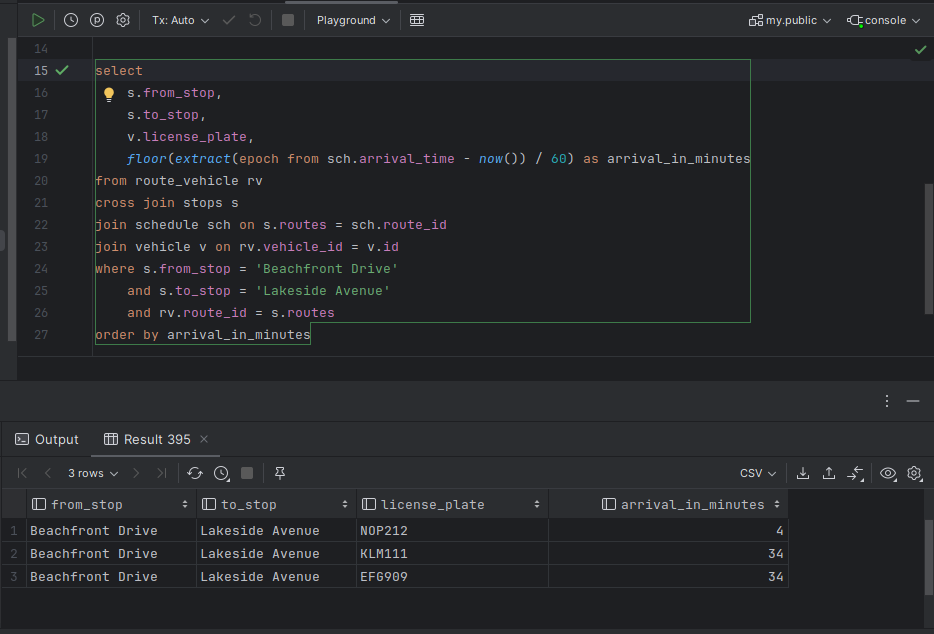 Tx: Auto Playground my.public console
14
15 select
16 s.from_stop,
17 s.to_stop,
18 v.license_plate,
19 floor(extract(epoch from sch.arrival_time - now()) / 60) as arrival_in_minutes
20 from route_vehicle rv
21 cross join stops s
22 join schedule sch on s.routes = sch.route_id
23 join vehicle v on rv.vehicle_id = v.id
24 where s.from_stop = 'Beachfront Drive'
25 and s.to_stop = 'Lakeside Avenue'
26 and rv.route_id = s.routes
27 order by arrival_in_minutes
Output Result 395
3 rows CSV
from_stop to_stop license_plate arrival_in_minutes
1 Beachfront Drive Lakeside Avenue NOP212 4
2 Beachfront Drive Lakeside Avenue KLM111 34
3 Beachfront Drive Lakeside Avenue EFG909 34